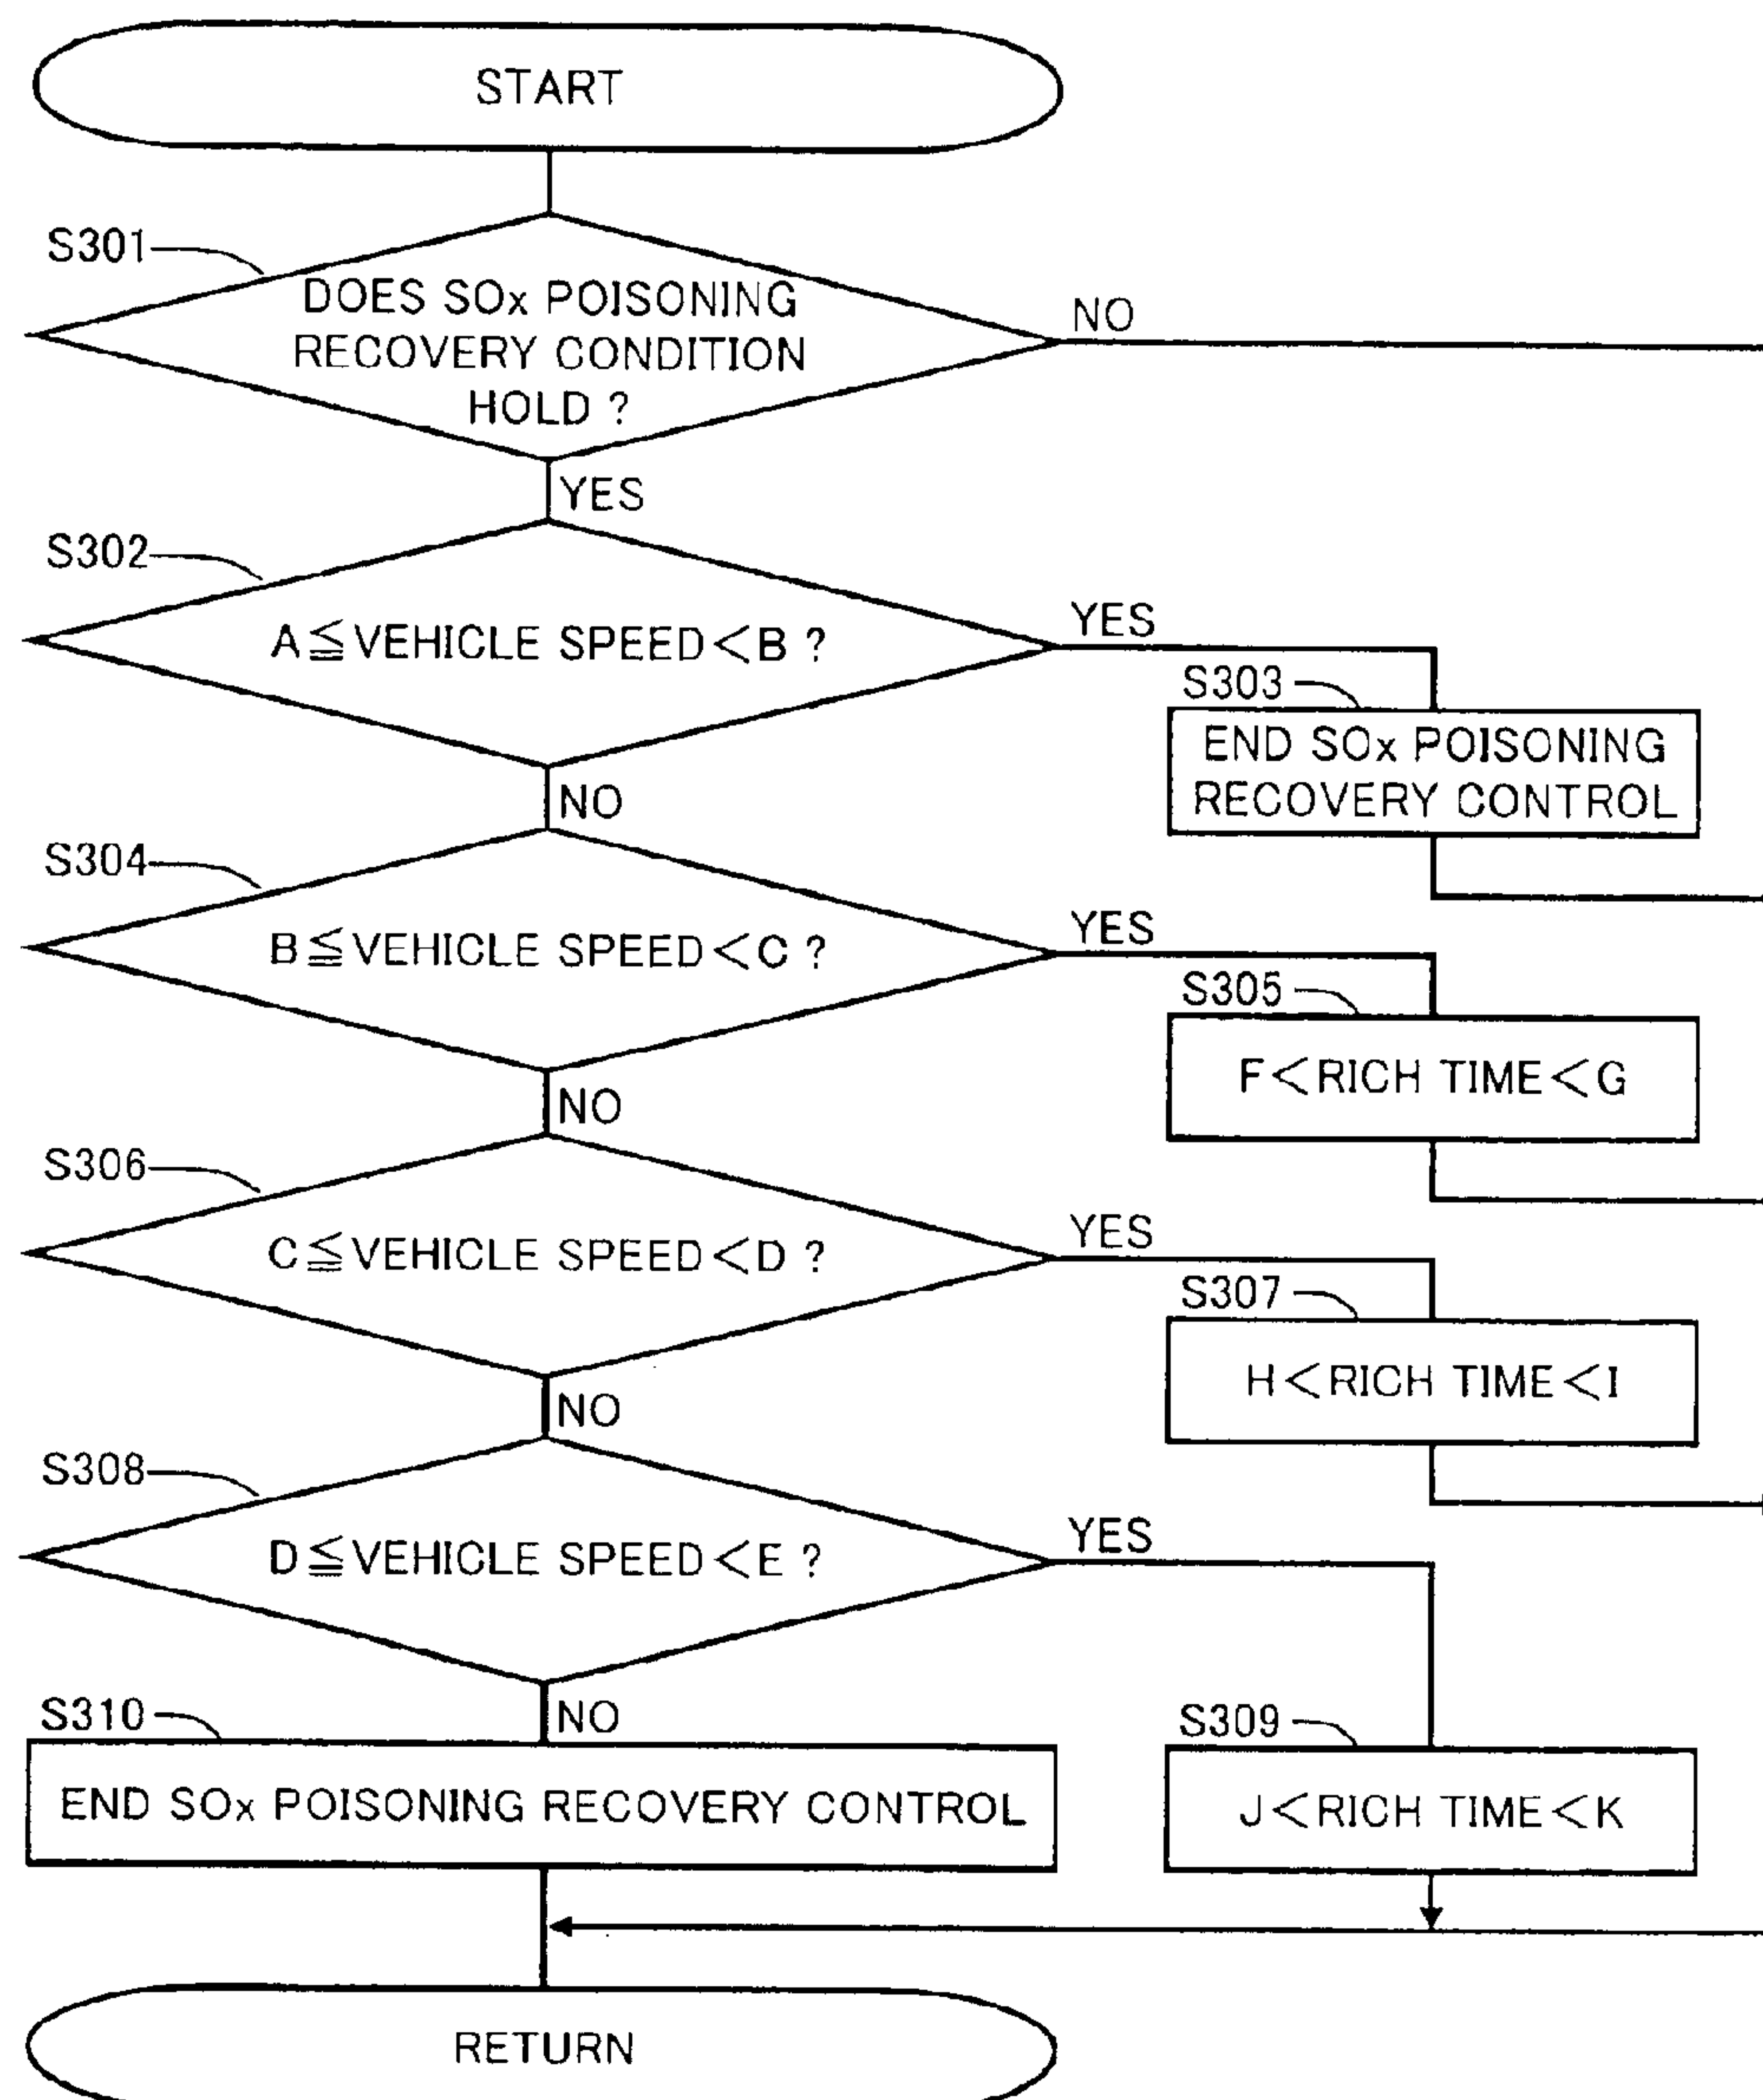 START
S301
DOES SOx POISONING
RECOVERY CONDITION
HOLD ?
NO
YES
S302
A≦VEHICLE SPEED<B ?
YES
S303
END SOx POISONING
RECOVERY CONTROL
NO
S304
B≦VEHICLE SPEED<C ?
YES
S305
F<RICH TIME<G
NO
S306
C≦VEHICLE SPEED<D ?
YES
S307
H<RICH TIME<I
NO
S308
D≦VEHICLE SPEED<E ?
YES
NO
S310
END SOx POISONING RECOVERY CONTROL
S309
J<RICH TIME<K
RETURN